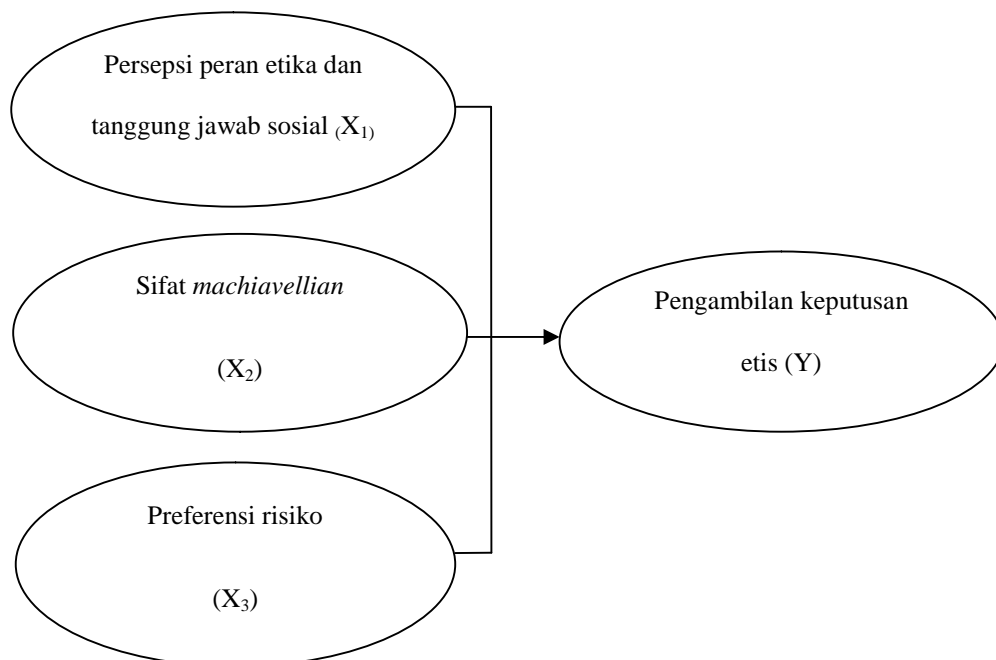 Persepsi peran etika dan
tanggung jawab sosial (X1)
Sifat machiavellian
(X2)
Pengambilan keputusan
etis (Y)
Preferensi risiko
(X3)